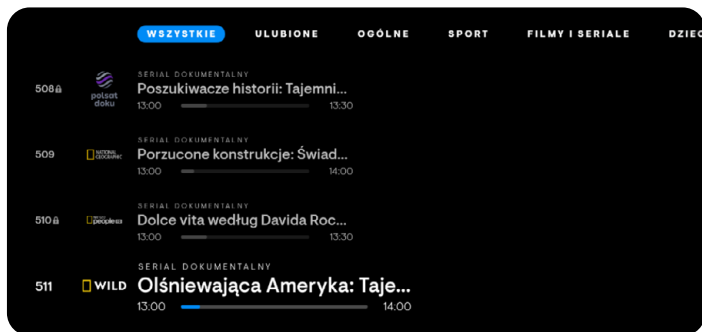 WSZYSTKIE ULUBIONE OGÓLNE SPORT FILMY I SERIALE DZIEC
SERIAL DOKUMENTALNY
508 polsat doku Poszukiwacze historii: Tajemni...
13:00 13:30
SERIAL DOKUMENTALNY
509 NATIONAL GEOGRAPHIC Porzucone konstrukcje: Świad...
13:00 14:00
SERIAL DOKUMENTALNY
510 people Dolce vita według Davida Roc...
13:00 13:30
SERIAL DOKUMENTALNY
511 WILD Olśniewająca Ameryka: Taje...
13:00 14:00